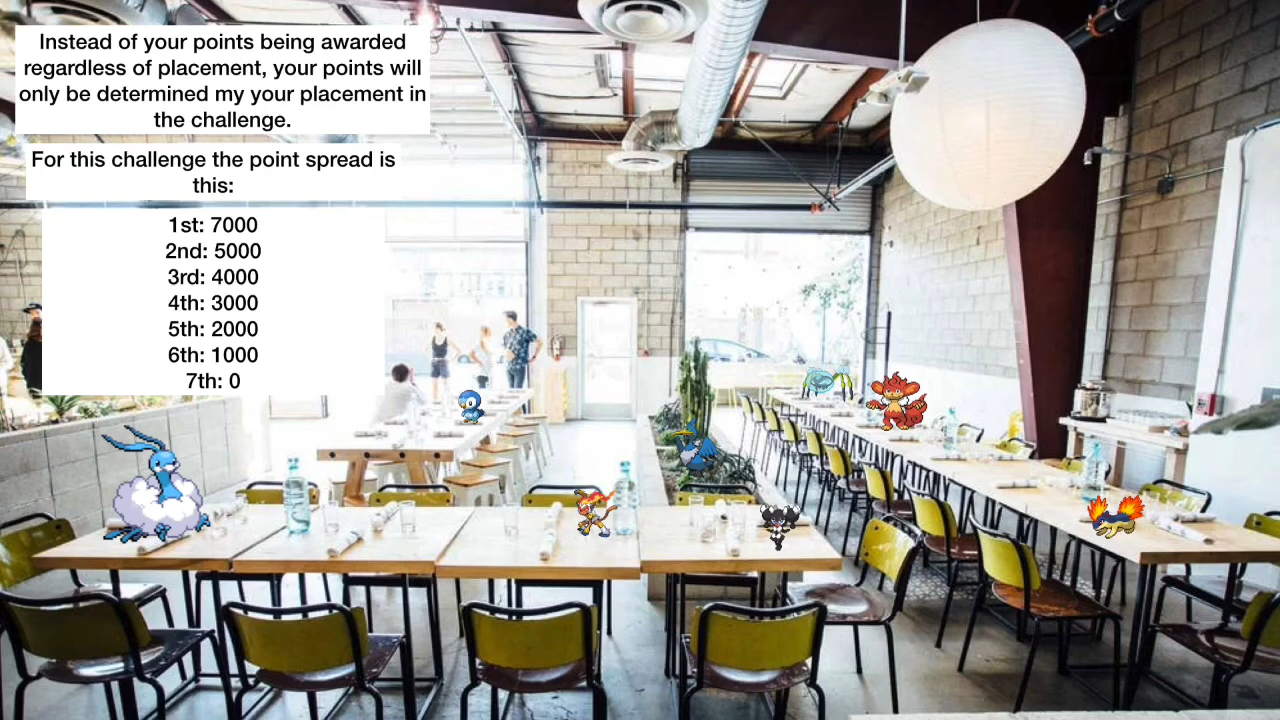 Instead of your points being awarded
regardless of placement, your points will
only be determined my your placement in
the challenge.
For this challenge the point spread is
this:
1st: 7000
2nd: 5000
3rd: 4000
4th: 3000
5th: 2000
6th: 1000
7th: 0